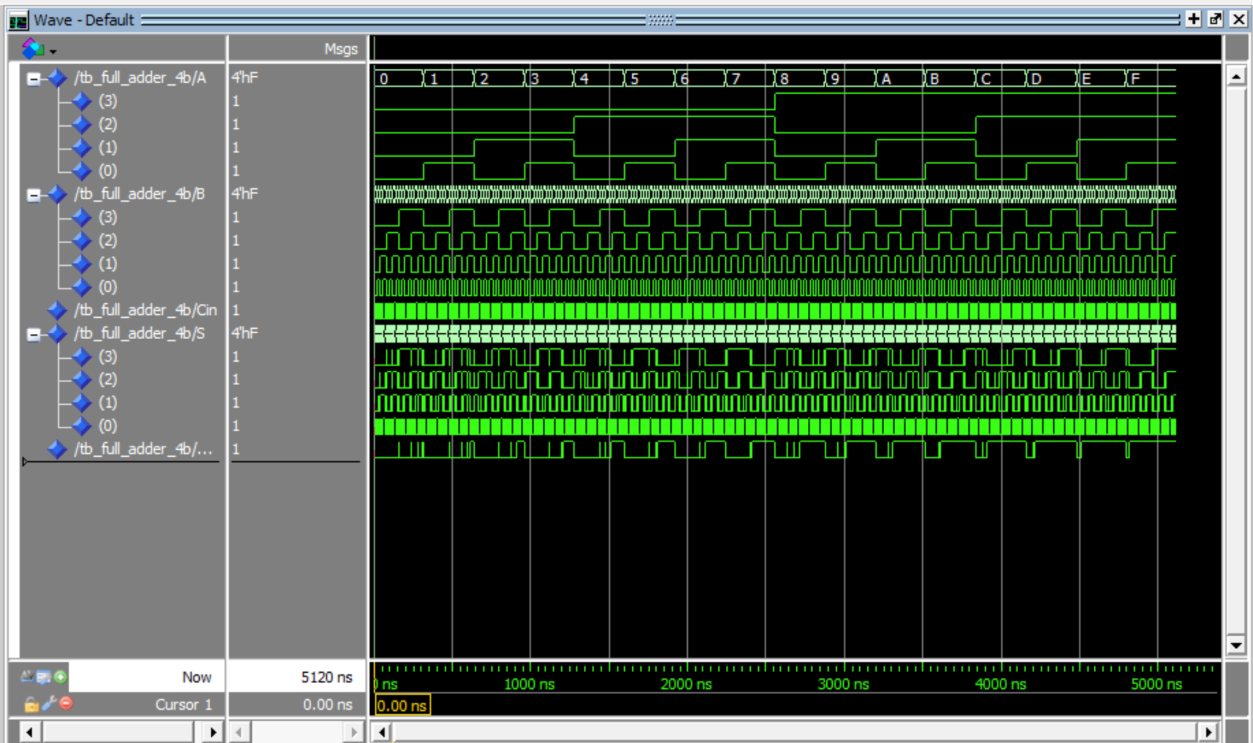 Wave - Default
Msgs
/tb_full_adder_4b/A 4'hF 0 1 2 3 4 5 6 7 8 9 A B C D E F
(3) 1
(2) 1
(1) 1
(0) 1
/tb_full_adder_4b/B 4'hF
(3) 1
(2) 1
(1) 1
(0) 1
/tb_full_adder_4b/Cin 1
/tb_full_adder_4b/S 4'hF
(3) 1
(2) 1
(1) 1
(0) 1
/tb_full_adder_4b/... 1
Now 5120 ns ns 1000 ns 2000 ns 3000 ns 4000 ns 5000 ns
Cursor 1 0.00 ns 0.00 ns